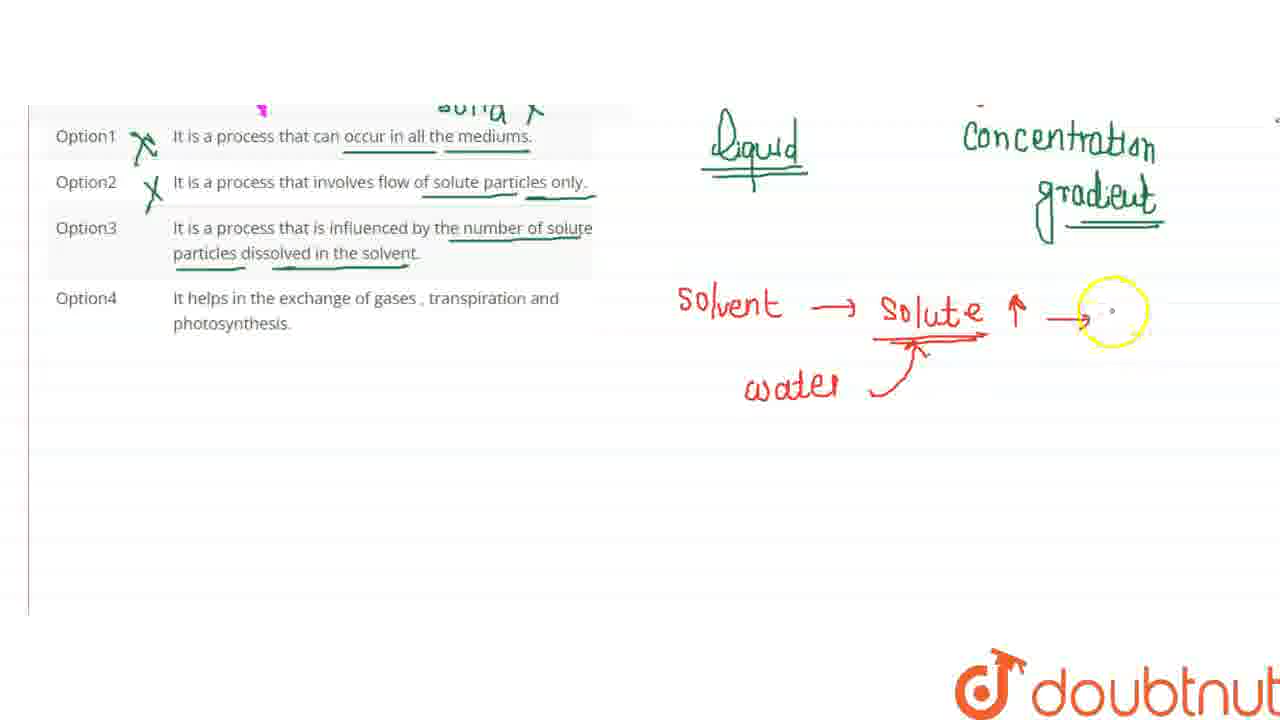 Option1 It is a process that can occur in all the mediums.
Option2 It is a process that involves flow of solute particles only.
Option3 It is a process that is influenced by the number of solute
particles dissolved in the solvent.
Option4 It helps in the exchange of gases , transpiration and
photosynthesis.
liquid
concentration
gradient
solvent → solute ↑ →
water
doubtnut